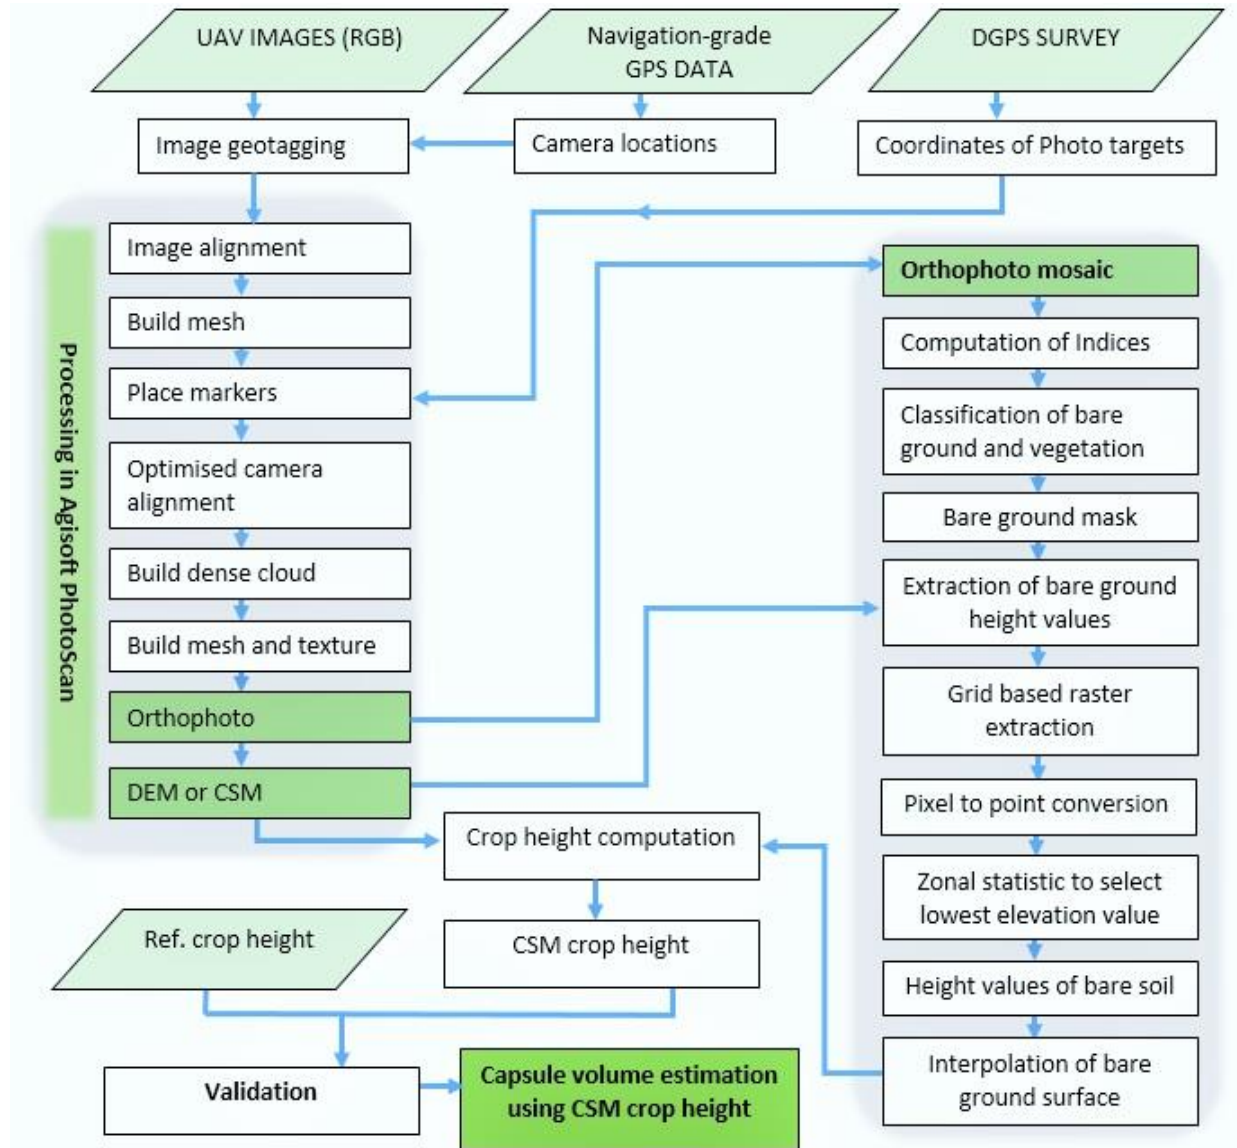 UAV IMAGES (RGB)
Navigation-grade
GPS DATA
DGPS SURVEY
Image geotagging
Camera locations
Coordinates of Photo targets
Processing in Agisoft PhotoScan
Image alignment
Build mesh
Place markers
Optimised camera
alignment
Build dense cloud
Build mesh and texture
Orthophoto
DEM or CSM
Orthophoto mosaic
Computation of Indices
Classification of bare
ground and vegetation
Bare ground mask
Extraction of bare ground
height values
Grid based raster
extraction
Pixel to point conversion
Zonal statistic to select
lowest elevation value
Height values of bare soil
Interpolation of bare
ground surface
Crop height computation
CSM crop height
Ref. crop height
Validation
Capsule volume estimation
using CSM crop height